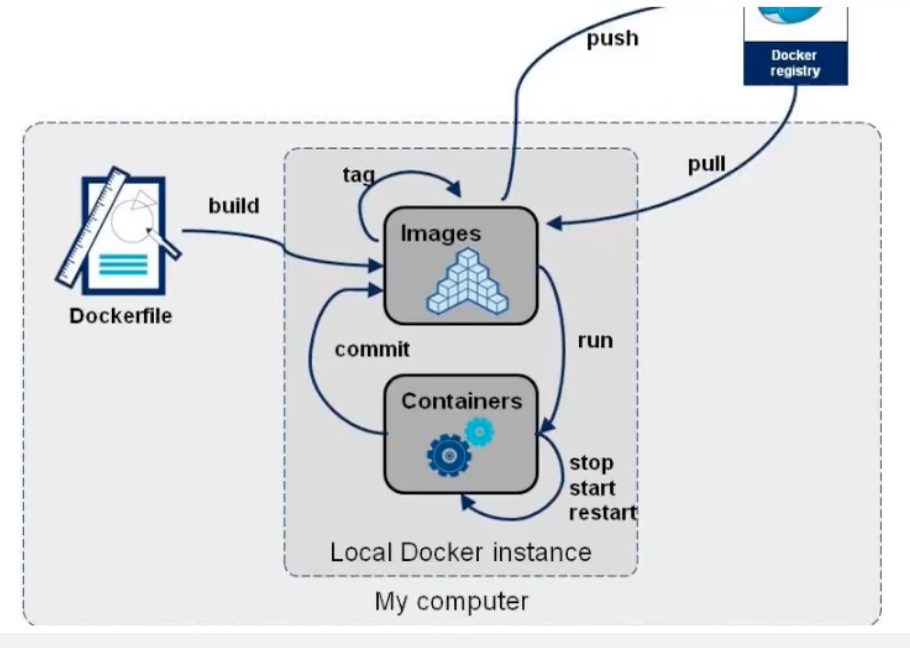 push
Docker
registry
tag
pull
build
Images
Dockerfile
commit
run
Containers
stop
start
restart
Local Docker instance
My computer